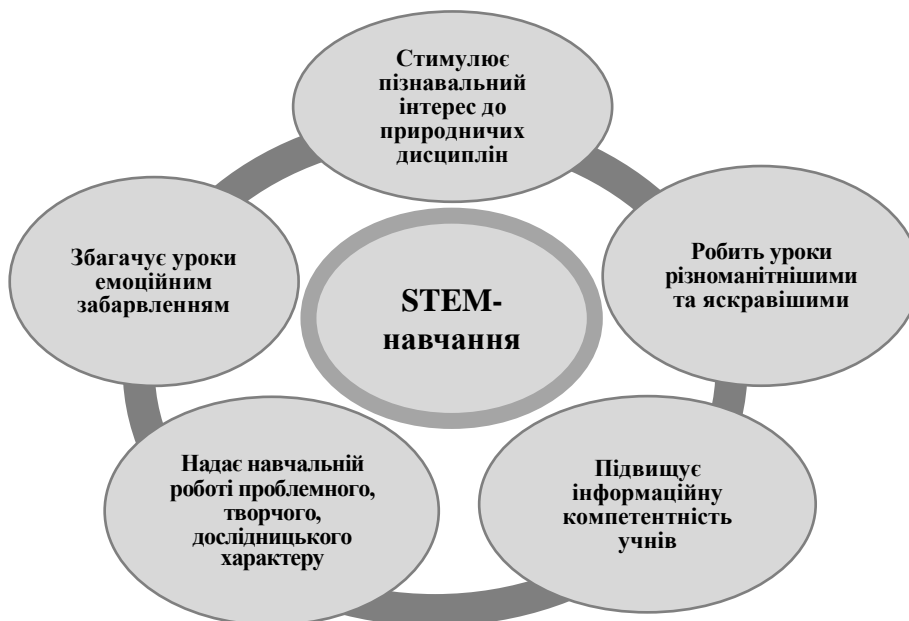 Стимулює
пізнавальний
інтерес до
природничих
дисциплін
Збагачує уроки
емоційним
забарвленням
STEM-
навчання
Робить уроки
різноманітнішими
та яскравішими
Надає навчальній
роботі проблемного,
творчого,
дослідницького
характеру
Підвищує
інформаційну
компетентність
учнів